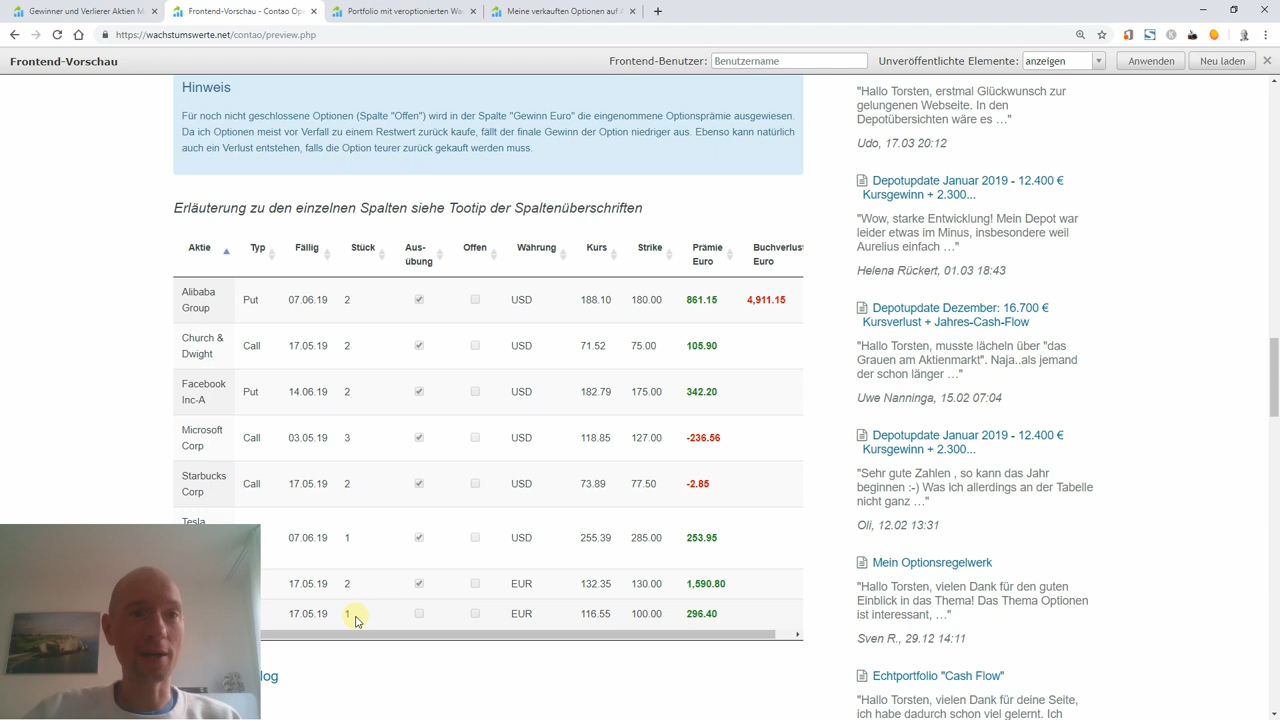 Gewinner und Verlierer Aktien M
Frontend-Vorschau - Contao Op
Portfolio mit veroptionierten Wa
Meine verkauften Optionen auf A
https://wachstumswerte.net/contao/preview.php
Frontend-Vorschau
Frontend-Benutzer: Benutzername
Unveröffentlichte Elemente: anzeigen
Anwenden
Neu laden
Hinweis
Für noch nicht geschlossene Optionen (Spalte "Offen") wird in der Spalte "Gewinn Euro" die eingenommene Optionsprämie ausgewiesen.
Da ich Optionen meist vor Verfall zu einem Restwert zurück kaufe, fällt der finale Gewinn der Option niedriger aus. Ebenso kann natürlich
auch ein Verlust entstehen, falls die Option teurer zurück gekauft werden muss.
Erläuterung zu den einzelnen Spalten siehe Tootip der Spaltenüberschriften
Aktie Typ Fällig Stück Aus- Offen Währung Kurs Strike Prämie Buchverlust
übung Euro Euro
Alibaba
Group Put 07.06.19 2 USD 188.10 180.00 861.15 4,911.15
Church &
Dwight Call 17.05.19 2 USD 71.52 75.00 105.90
Facebook
Inc-A Put 14.06.19 2 USD 182.79 175.00 342.20
Microsoft
Corp Call 03.05.19 3 USD 118.85 127.00 -236.56
Starbucks
Corp Call 17.05.19 2 USD 73.89 77.50 -2.85
Tesla
07.06.19 1 USD 255.39 285.00 253.95
17.05.19 2 EUR 132.35 130.00 1,590.80
17.05.19 1 EUR 116.55 100.00 296.40
log
"Hallo Torsten, erstmal Glückwunsch zur
gelungenen Webseite. In den
Depotübersichten wäre es …"
Udo, 17.03 20:12
Depotupdate Januar 2019 - 12.400 €
Kursgewinn + 2.300...
"Wow, starke Entwicklung! Mein Depot war
leider etwas im Minus, insbesondere weil
Aurelius einfach …"
Helena Rückert, 01.03 18:43
Depotupdate Dezember: 16.700 €
Kursverlust + Jahres-Cash-Flow
"Hallo Torsten, musste lächeln über "das
Grauen am Aktienmarkt". Naja..als jemand
der schon länger …"
Uwe Nanninga, 15.02 07:04
Depotupdate Januar 2019 - 12.400 €
Kursgewinn + 2.300...
"Sehr gute Zahlen , so kann das Jahr
beginnen :-) Was ich allerdings an der Tabelle
nicht ganz …"
Oli, 12.02 13:31
Mein Optionsregelwerk
"Hallo Torsten, vielen Dank für den guten
Einblick in das Thema! Das Thema Optionen
ist interessant, …"
Sven R., 29.12 14:11
Echtportfolio "Cash Flow"
"Hallo Torsten, vielen Dank für deine Seite,
ich habe dadurch schon viel gelernt. Ich